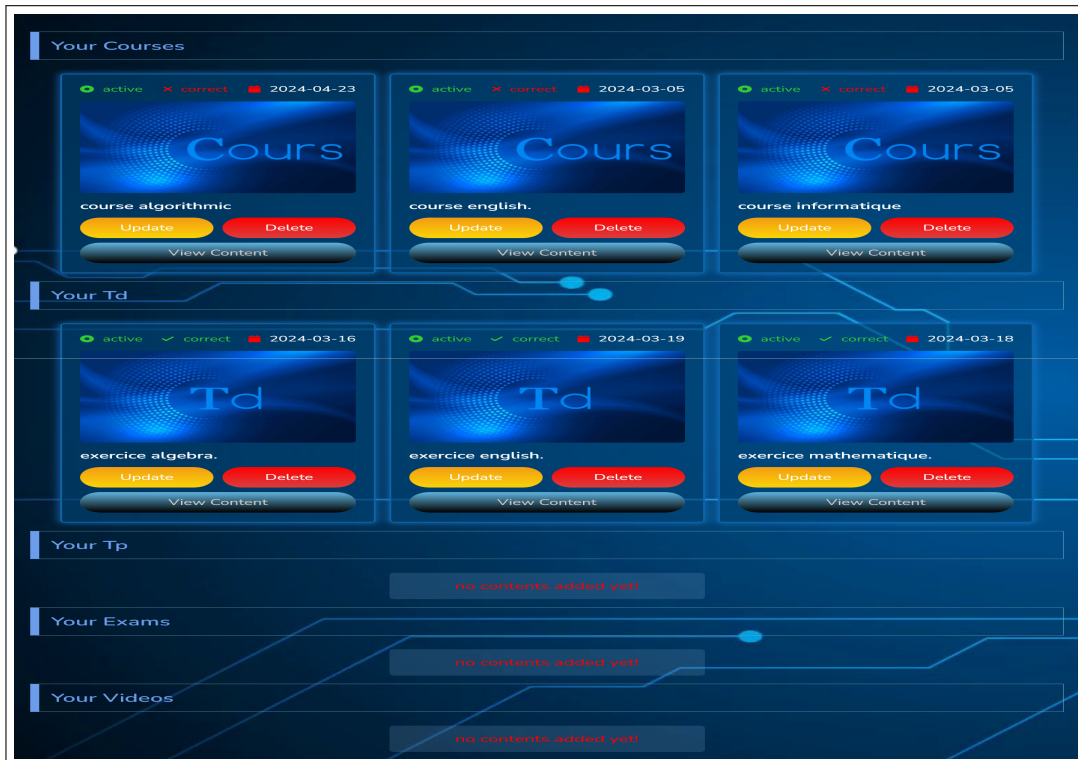 Your Courses
active × correct 2024-04-23
active × correct 2024-03-05
active × correct 2024-03-05
Cours
Cours
Cours
course algorithmic
course english.
course informatique
Update Delete
Update Delete
Update Delete
View Content
View Content
View Content
Your Td
active ✓ correct 2024-03-16
active ✓ correct 2024-03-19
active ✓ correct 2024-03-18
Td
Td
Td
exercice algebra.
exercice english.
exercice mathematique.
Update Delete
Update Delete
Update Delete
View Content
View Content
View Content
Your Tp
no contents added yet!
Your Exams
no contents added yet!
Your Videos
no contents added yet!